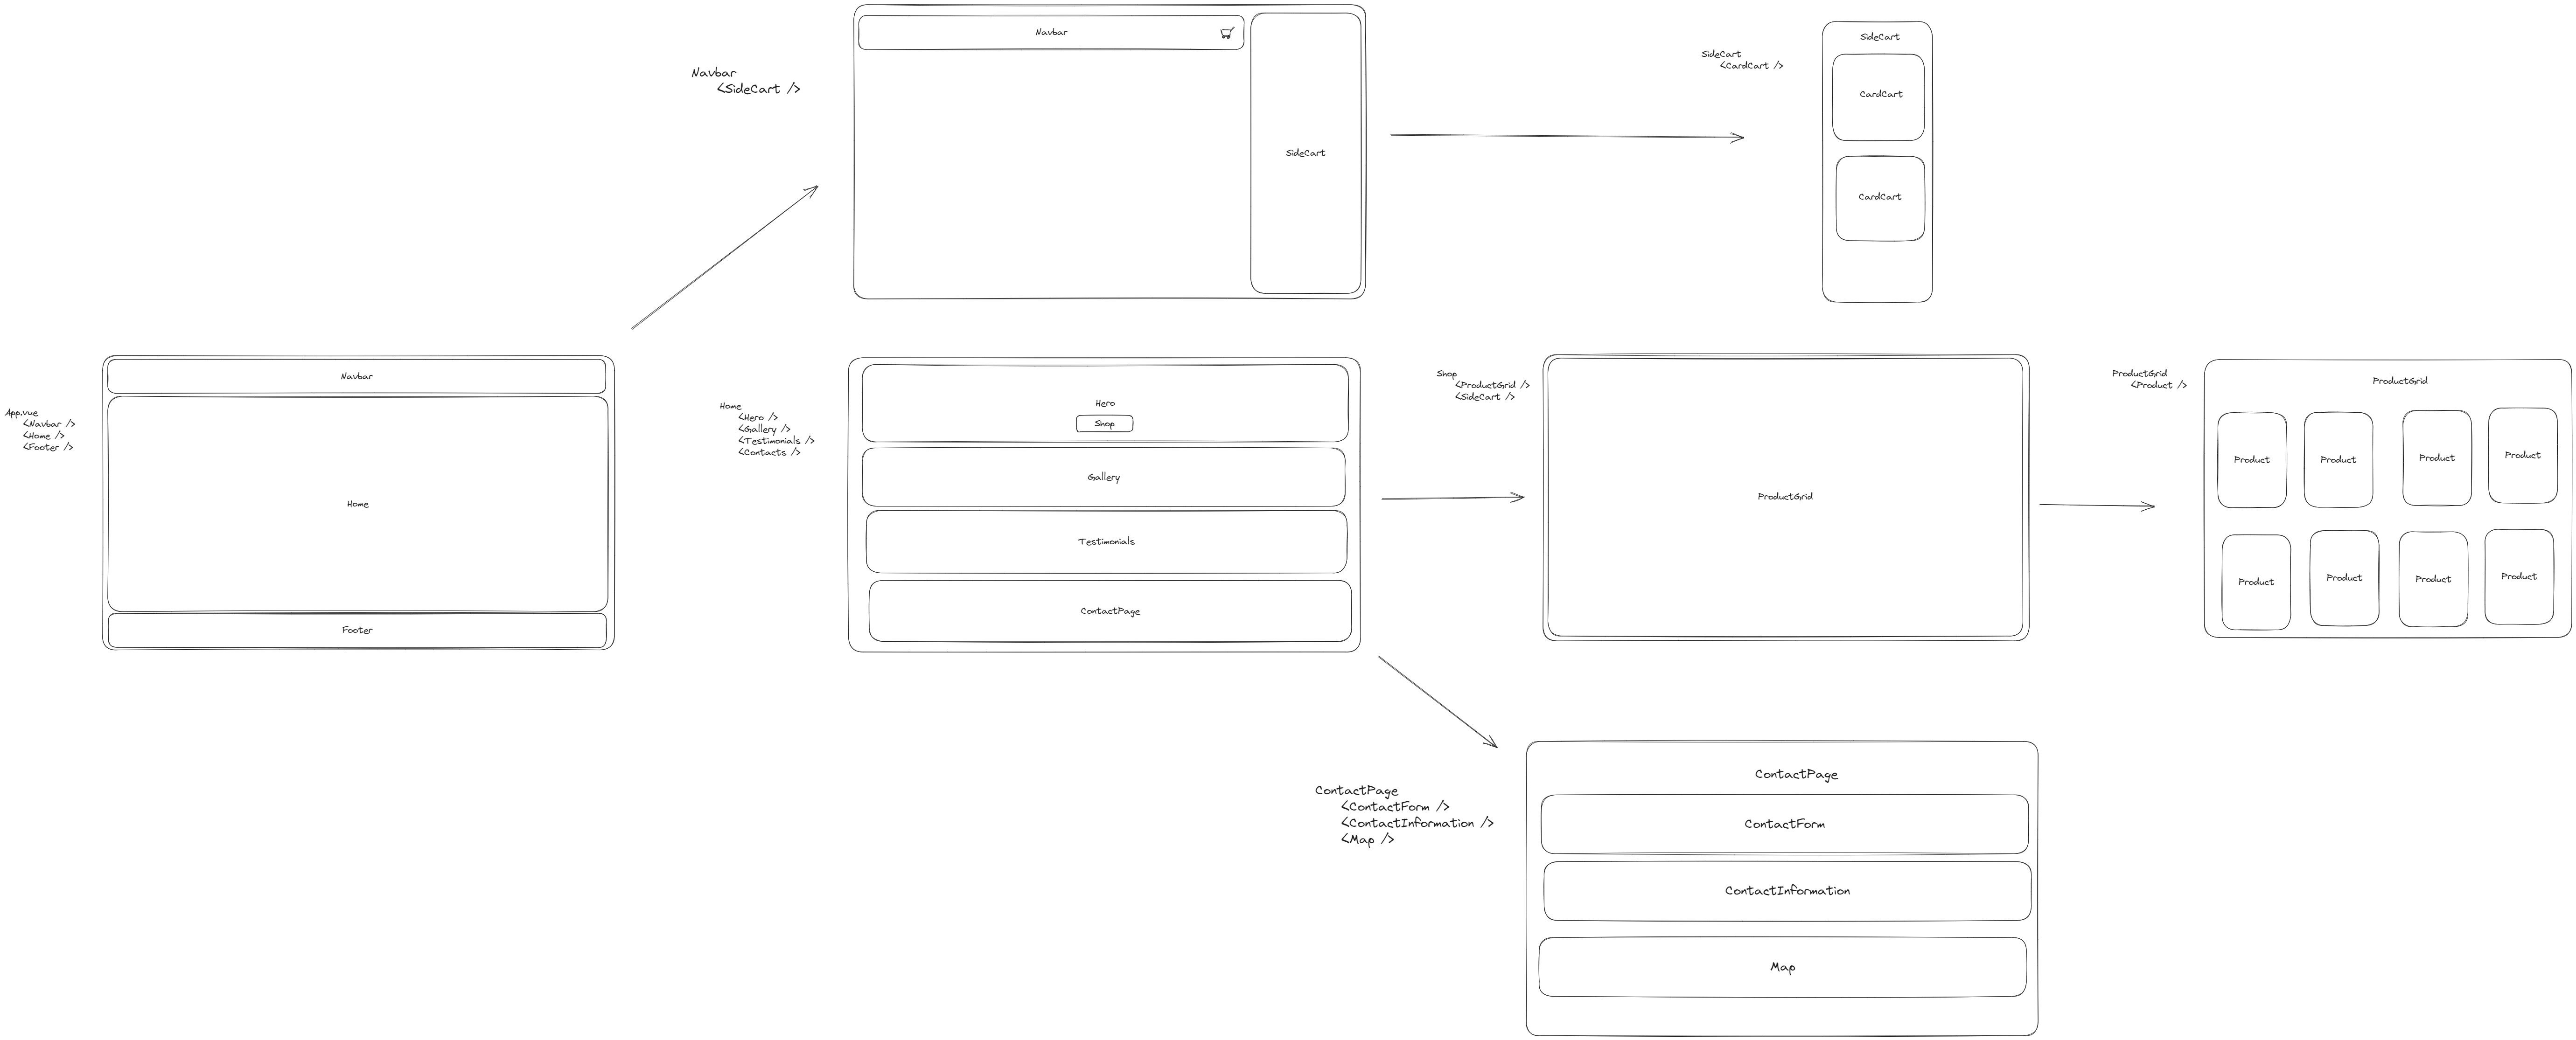 Navbar
<SideCart />
Navbar
SideCart
SideCart
<CardCart />
SideCart
CardCart
CardCart
App.vue
<Navbar />
<Home />
<Footer />
Navbar
Home
Footer
Home
<Hero />
<Gallery />
<Testimonials />
<Contacts />
Hero
Shop
Gallery
Testimonials
ContactPage
Shop
<ProductGrid />
<SideCart />
ProductGrid
ProductGrid
<Product />
ProductGrid
Product
Product
Product
Product
Product
Product
Product
Product
ContactPage
<ContactForm />
<ContactInformation />
<Map />
ContactPage
ContactForm
ContactInformation
Map